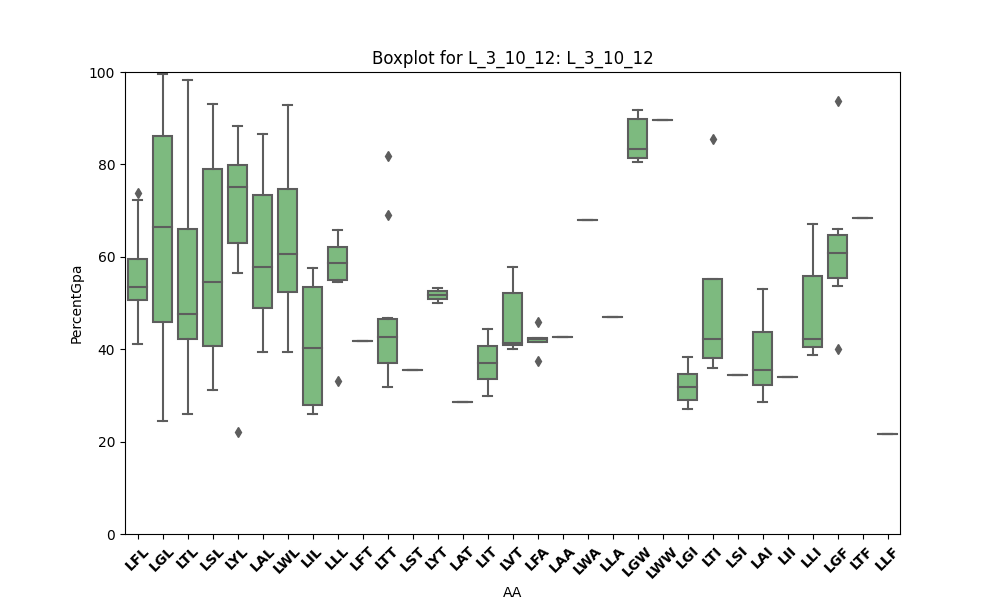 Boxplot for L_3_10_12: L_3_10_12
PercentGpa
100
80
60
40
20
0
LFL LGL LTL LSL LYL LAL LWL LIL LLL LFT LTT LST LYT LAT LIT LVT LFA LAA LWA LLA LGW LWW LGI LTI LSI LAI LII LLI LGF LTF LLF
AA